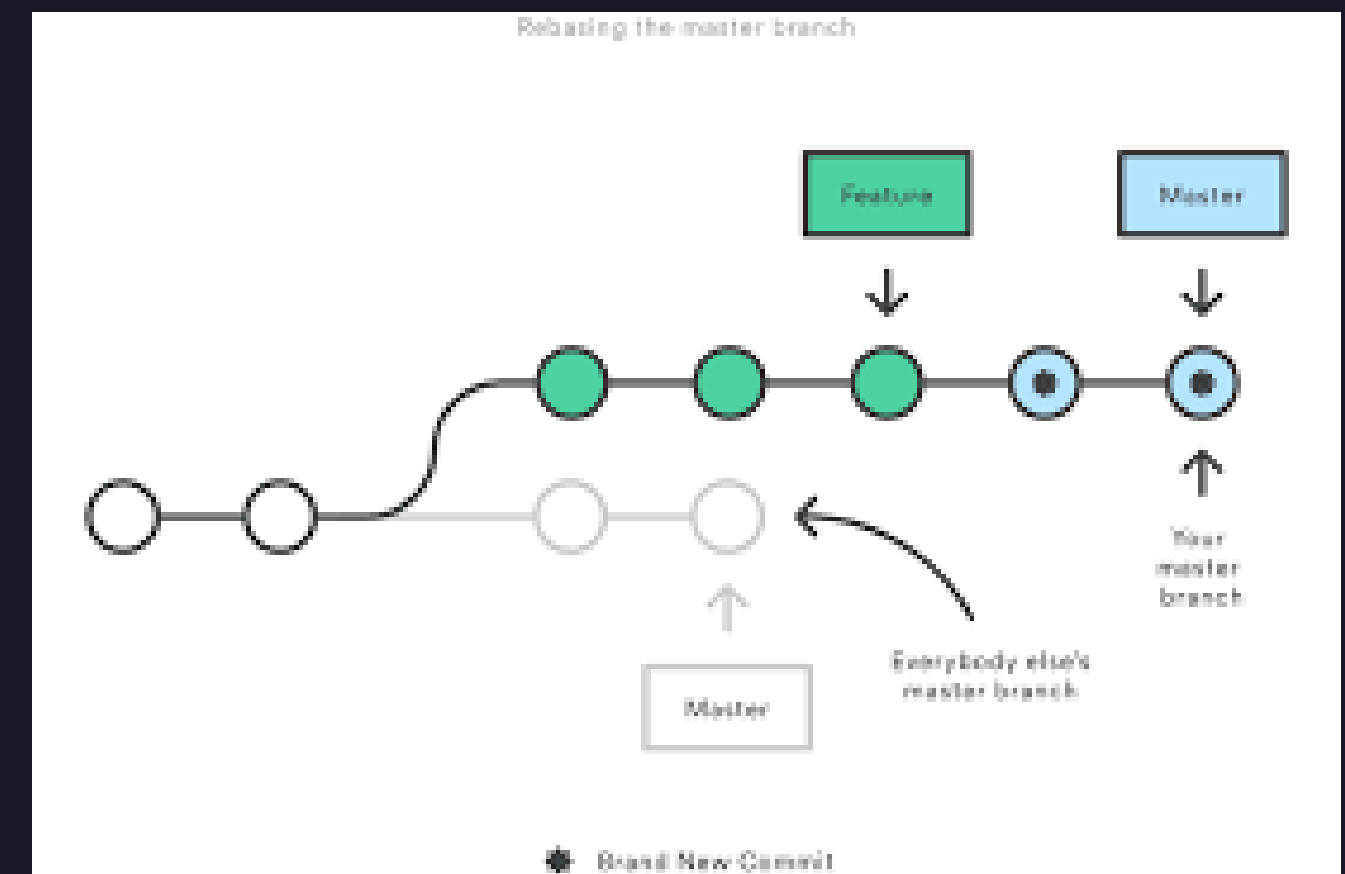 Rebasing the master branch
Feature
Master
Your
master
branch
Everybody else's
master branch
Master
Brand New Commit